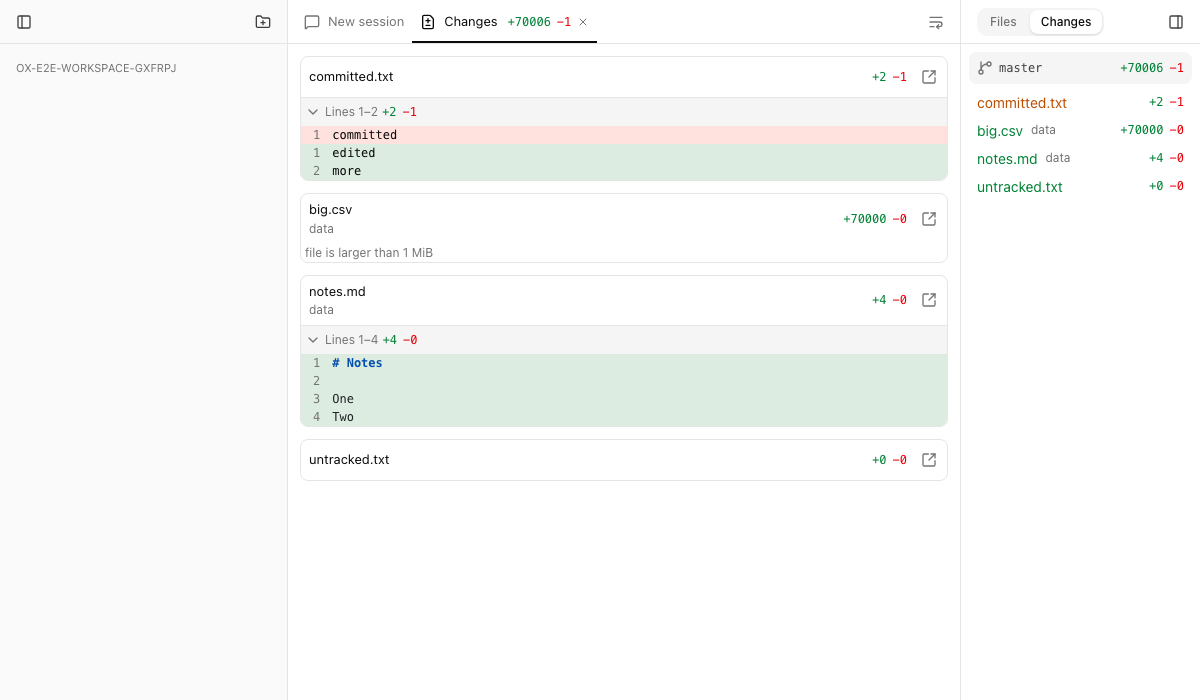 New session
Changes +70006 −1
Files
Changes
OX-E2E-WORKSPACE-GXFRPJ
committed.txt +2 −1
Lines 1–2 +2 −1
1 committed
1 edited
2 more
big.csv
data
+70000 −0
file is larger than 1 MiB
notes.md
data
+4 −0
Lines 1–4 +4 −0
1 # Notes
2
3 One
4 Two
untracked.txt +0 −0
master +70006 −1
committed.txt +2 −1
big.csv data +70000 −0
notes.md data +4 −0
untracked.txt +0 −0